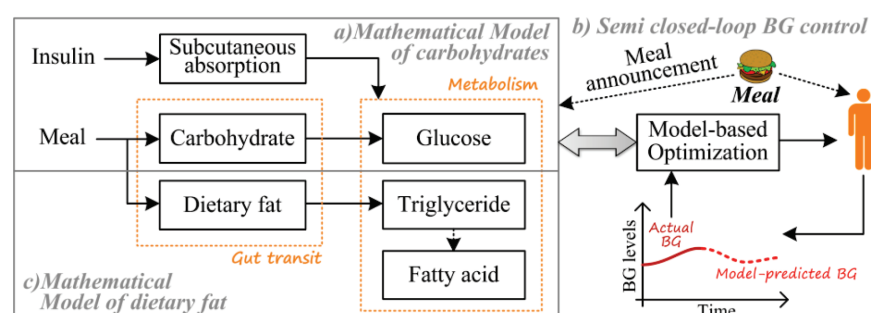 a)Mathematical Model
of carbohydrates
Insulin
Subcutaneous
absorption
Metabolism
Meal
Carbohydrate
Glucose
Dietary fat
Triglyceride
Gut transit
Fatty acid
c)Mathematical
Model of dietary fat
b) Semi closed-loop BG control
Meal
announcement
Meal
Model-based
Optimization
BG levels
Actual
BG
Model-predicted BG
Time